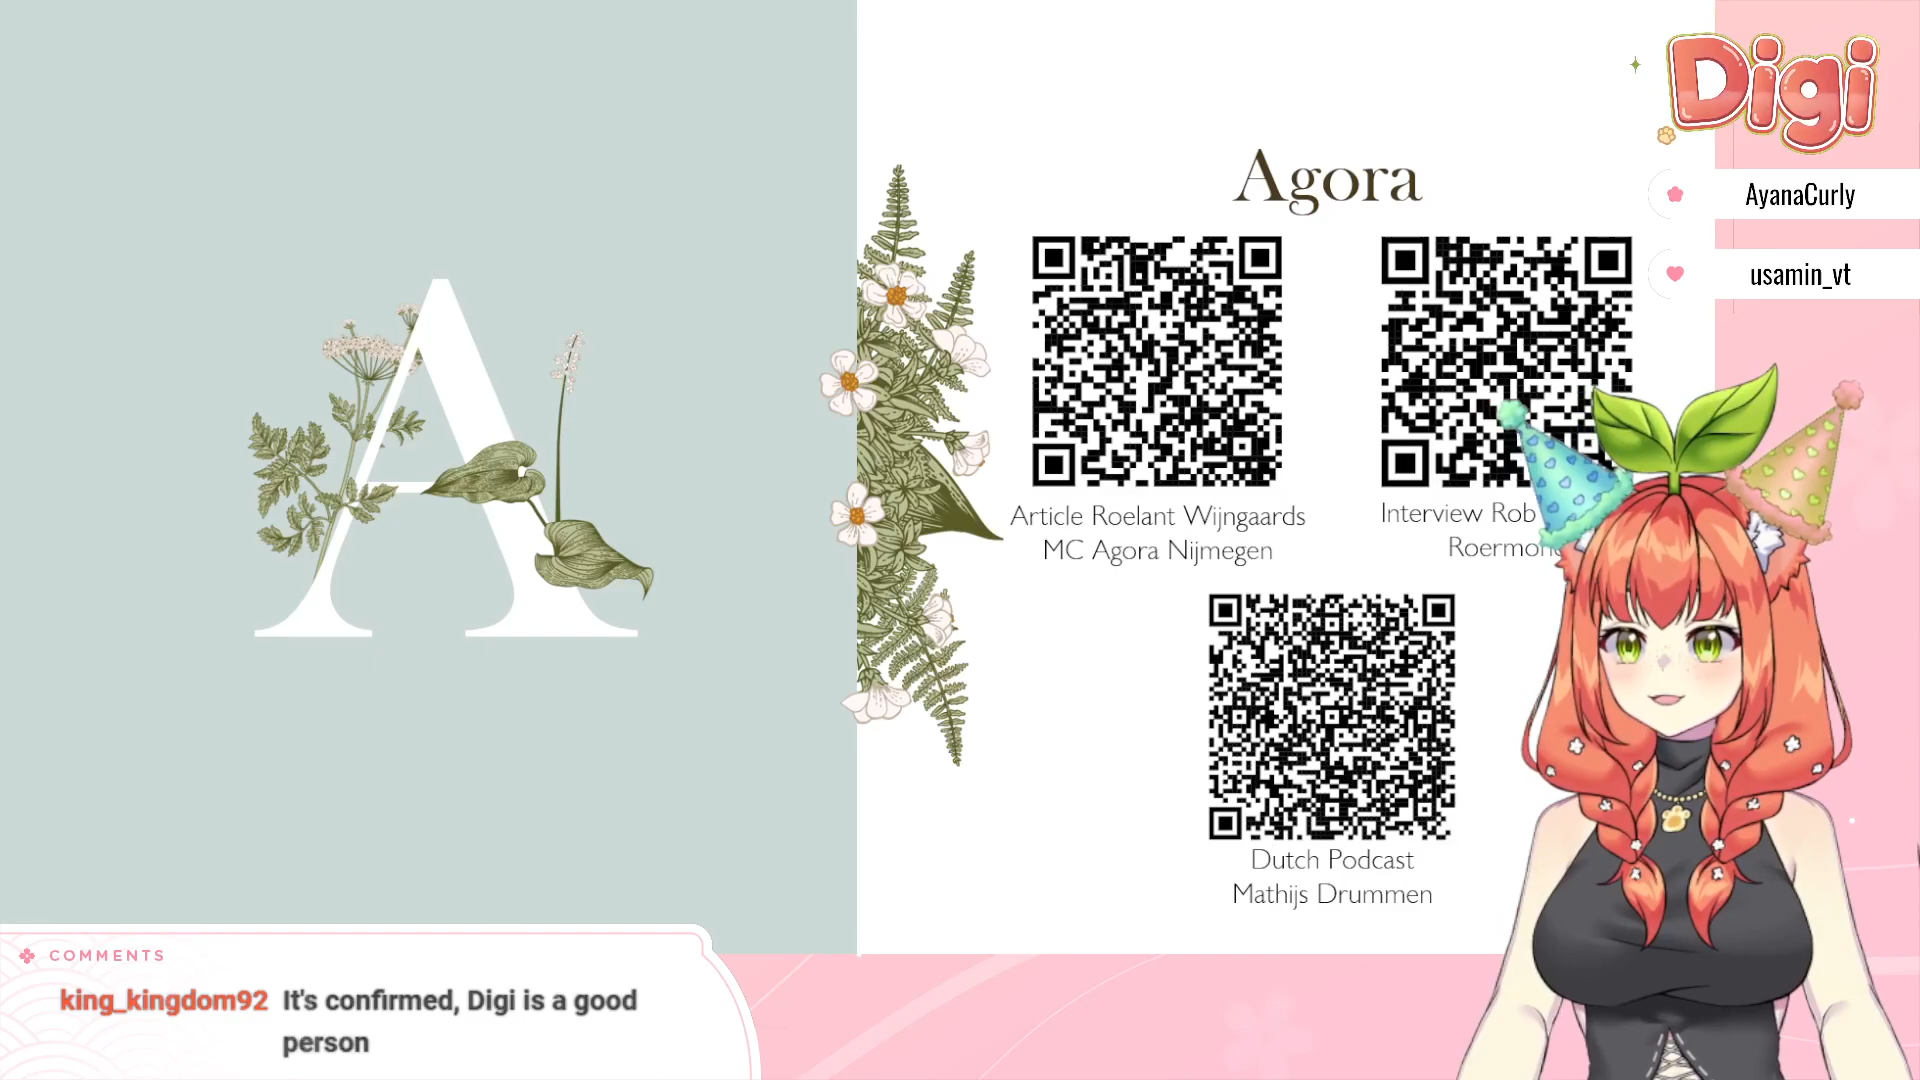 Digi
AyanaCurly
usamin_vt
A
Agora
Article Roelant Wijngaards
MC Agora Nijmegen
Interview Rob
Roermon
Dutch Podcast
Mathijs Drummen
COMMENTS
king_kingdom92 It's confirmed, Digi is a good
person